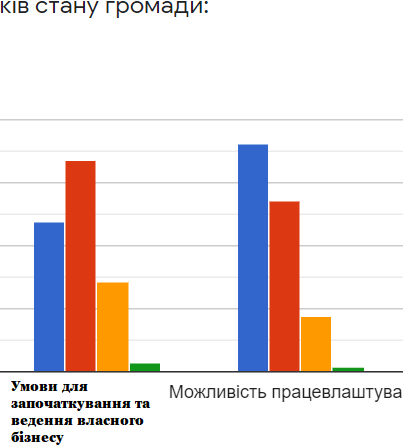 ків стану громади:
Умови для
започаткування та
ведення власного
бізнесу
Можливість працевлаштува